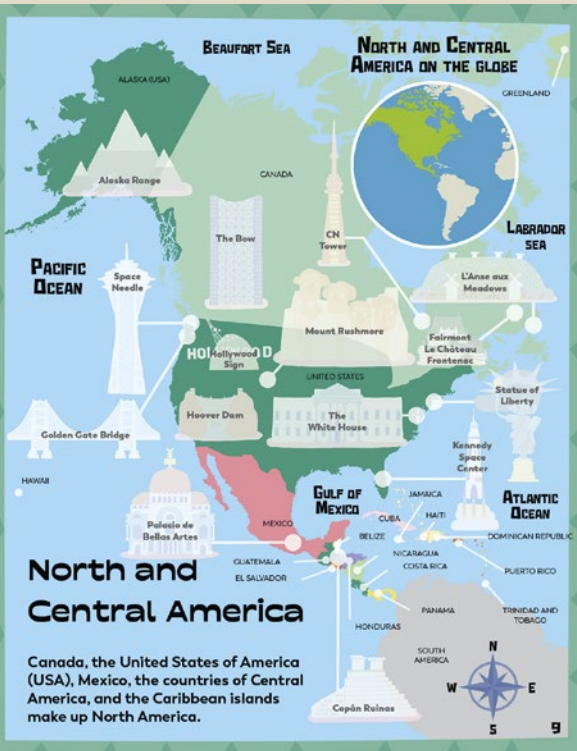 BEAUFORT SEA
NORTH AND CENTRAL
AMERICA ON THE GLOBE
ALASKA (USA)
GREENLAND
Alaska Range
CANADA
The Bow
CN
Tower
LABRADOR
SEA
PACIFIC
OCEAN
Space
Needle
L'Anse aux
Meadows
Mount Rushmore
HOLLYWOOD
Hollywood
Sign
Fairmont
Le Château
Frontenac
UNITED STATES
Statue of
Liberty
Hoover Dam
The
White House
Golden Gate Bridge
Kennedy
Space
Center
HAWAII
GULF OF
MEXICO
JAMAICA
ATLANTIC
OCEAN
CUBA
HAITI
Palacio de
Bellas Artes
MEXICO
BELIZE
DOMINICAN REPUBLIC
NICARAGUA
GUATEMALA
COSTA RICA
EL SALVADOR
PUERTO RICO
North and
Central America
PANAMA
TRINIDAD AND
TOBAGO
HONDURAS
SOUTH
AMERICA
Canada, the United States of America
(USA), Mexico, the countries of Central
America, and the Caribbean islands
make up North America.
Copán Ruinas
N
W
E
S
9